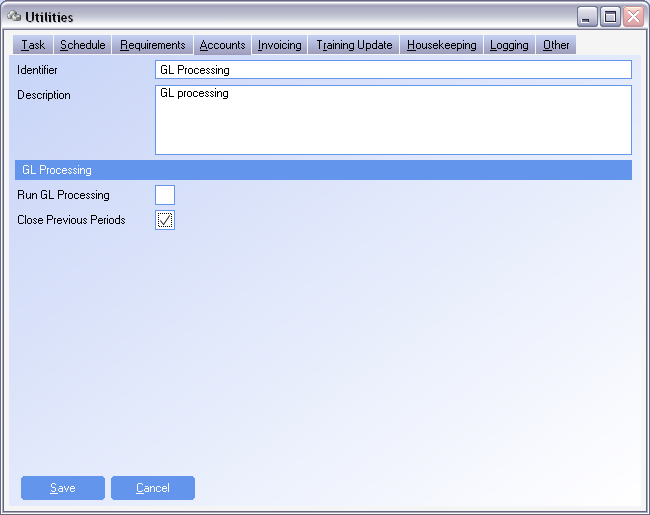 Utilities
Task Schedule Requirements Accounts Invoicing Training Update Housekeeping Logging Other
Identifier GL Processing
Description GL processing
GL Processing
Run GL Processing
Close Previous Periods
Save Cancel